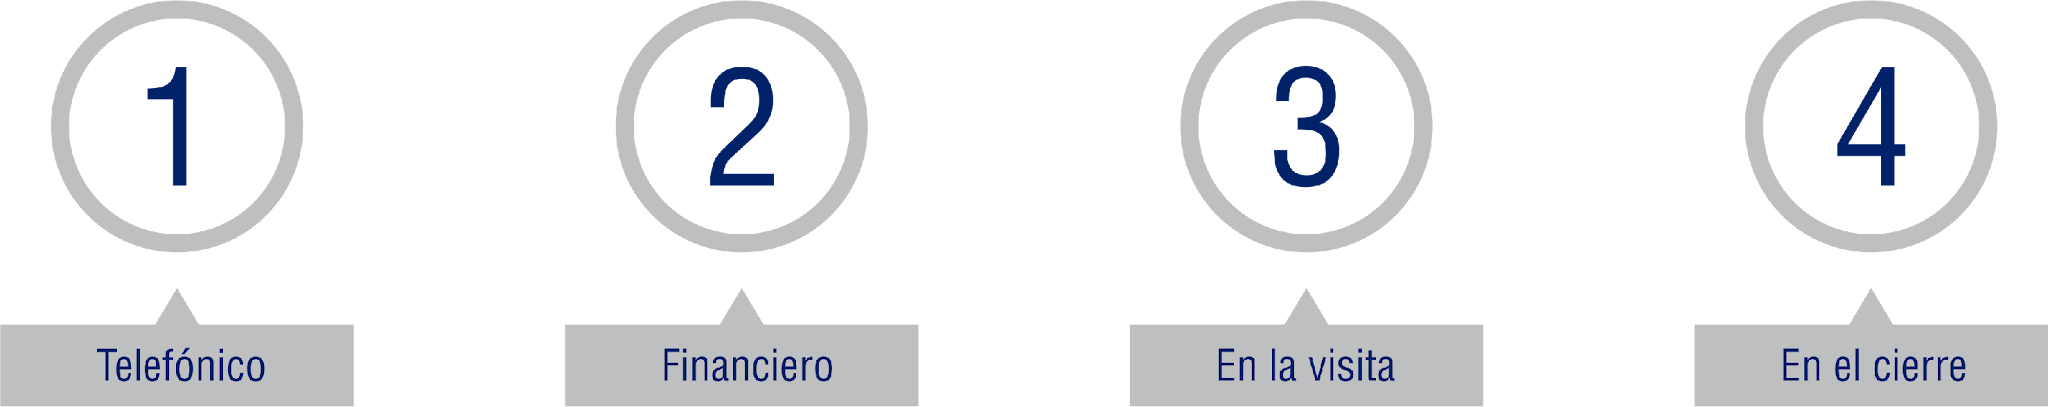 1
2
3
4
Telefónico
Financiero
En la visita
En el cierre